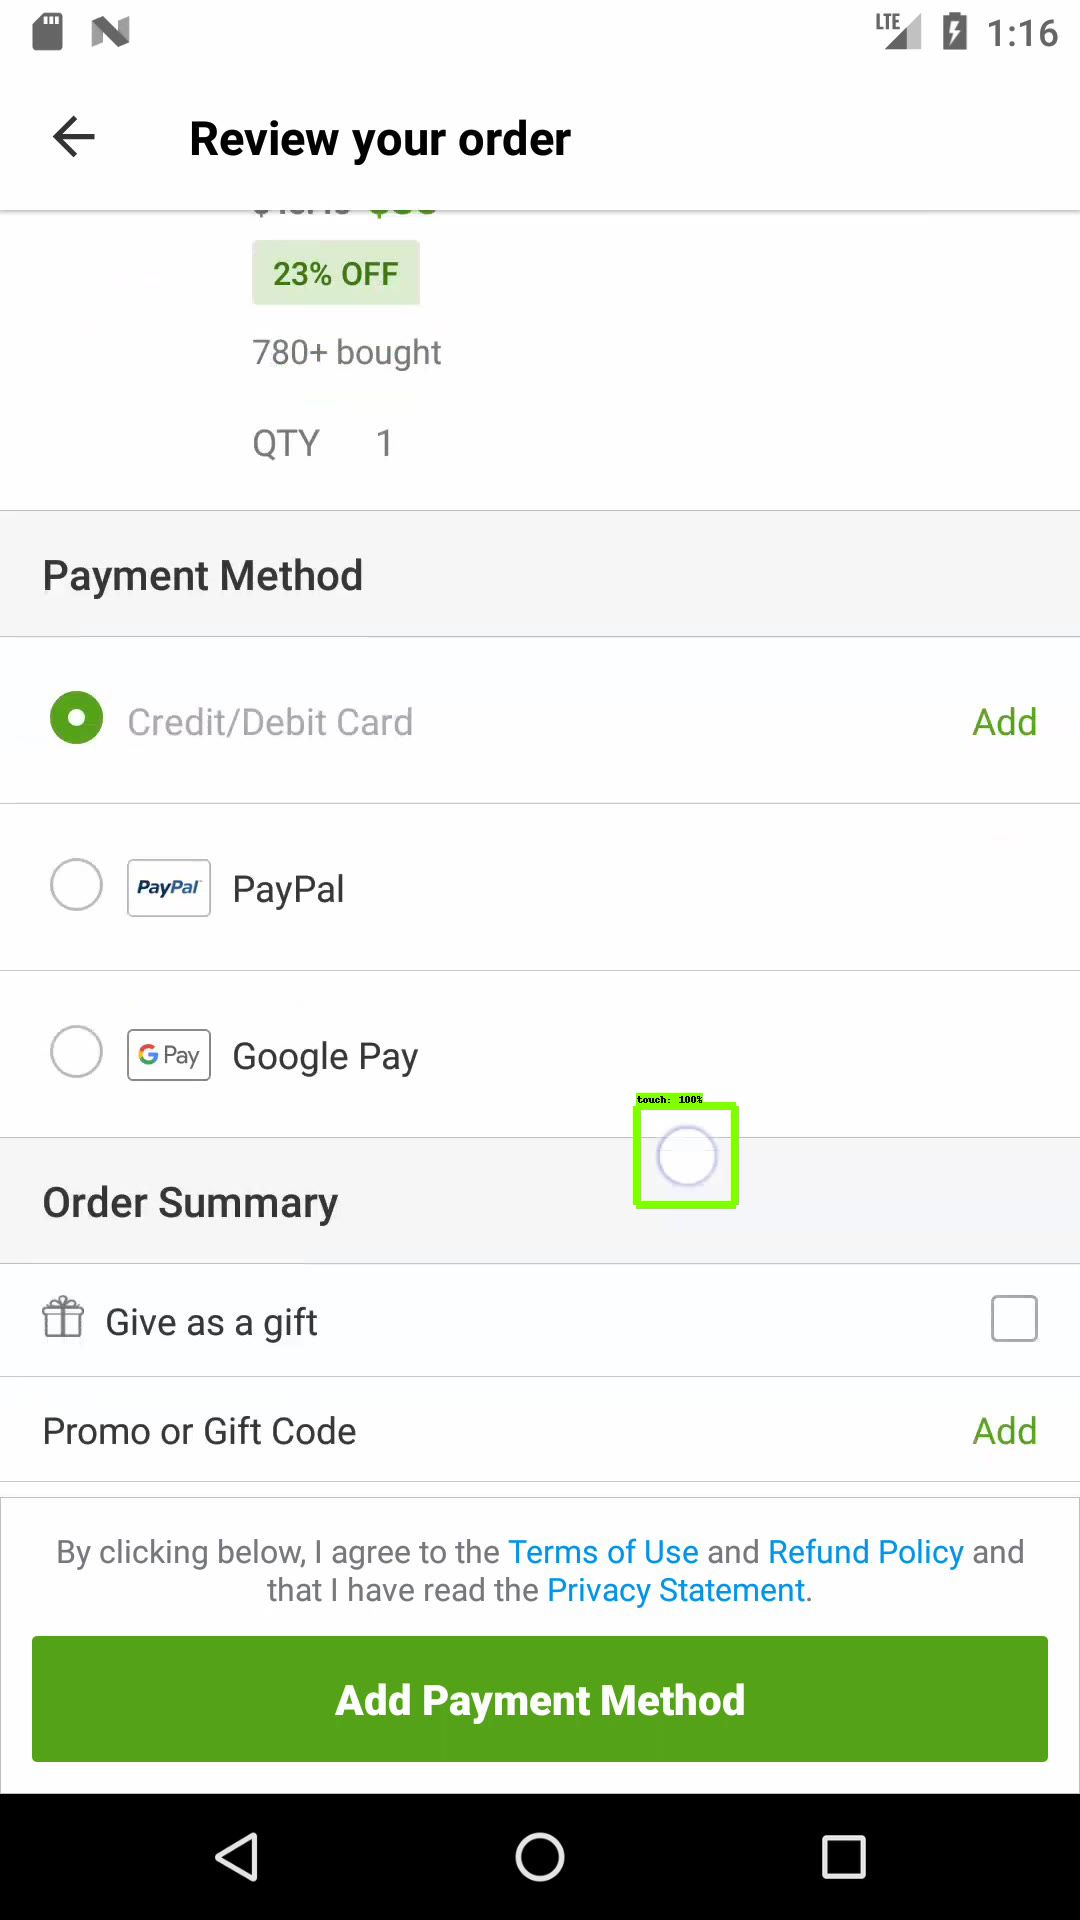 LTE 1:16
Review your order
23% OFF
780+ bought
QTY 1
Payment Method
Credit/Debit Card Add
PayPal PayPal
G Pay Google Pay
touch: 100%
Order Summary
Give as a gift
Promo or Gift Code Add
By clicking below, I agree to the Terms of Use and Refund Policy and
that I have read the Privacy Statement.
Add Payment Method